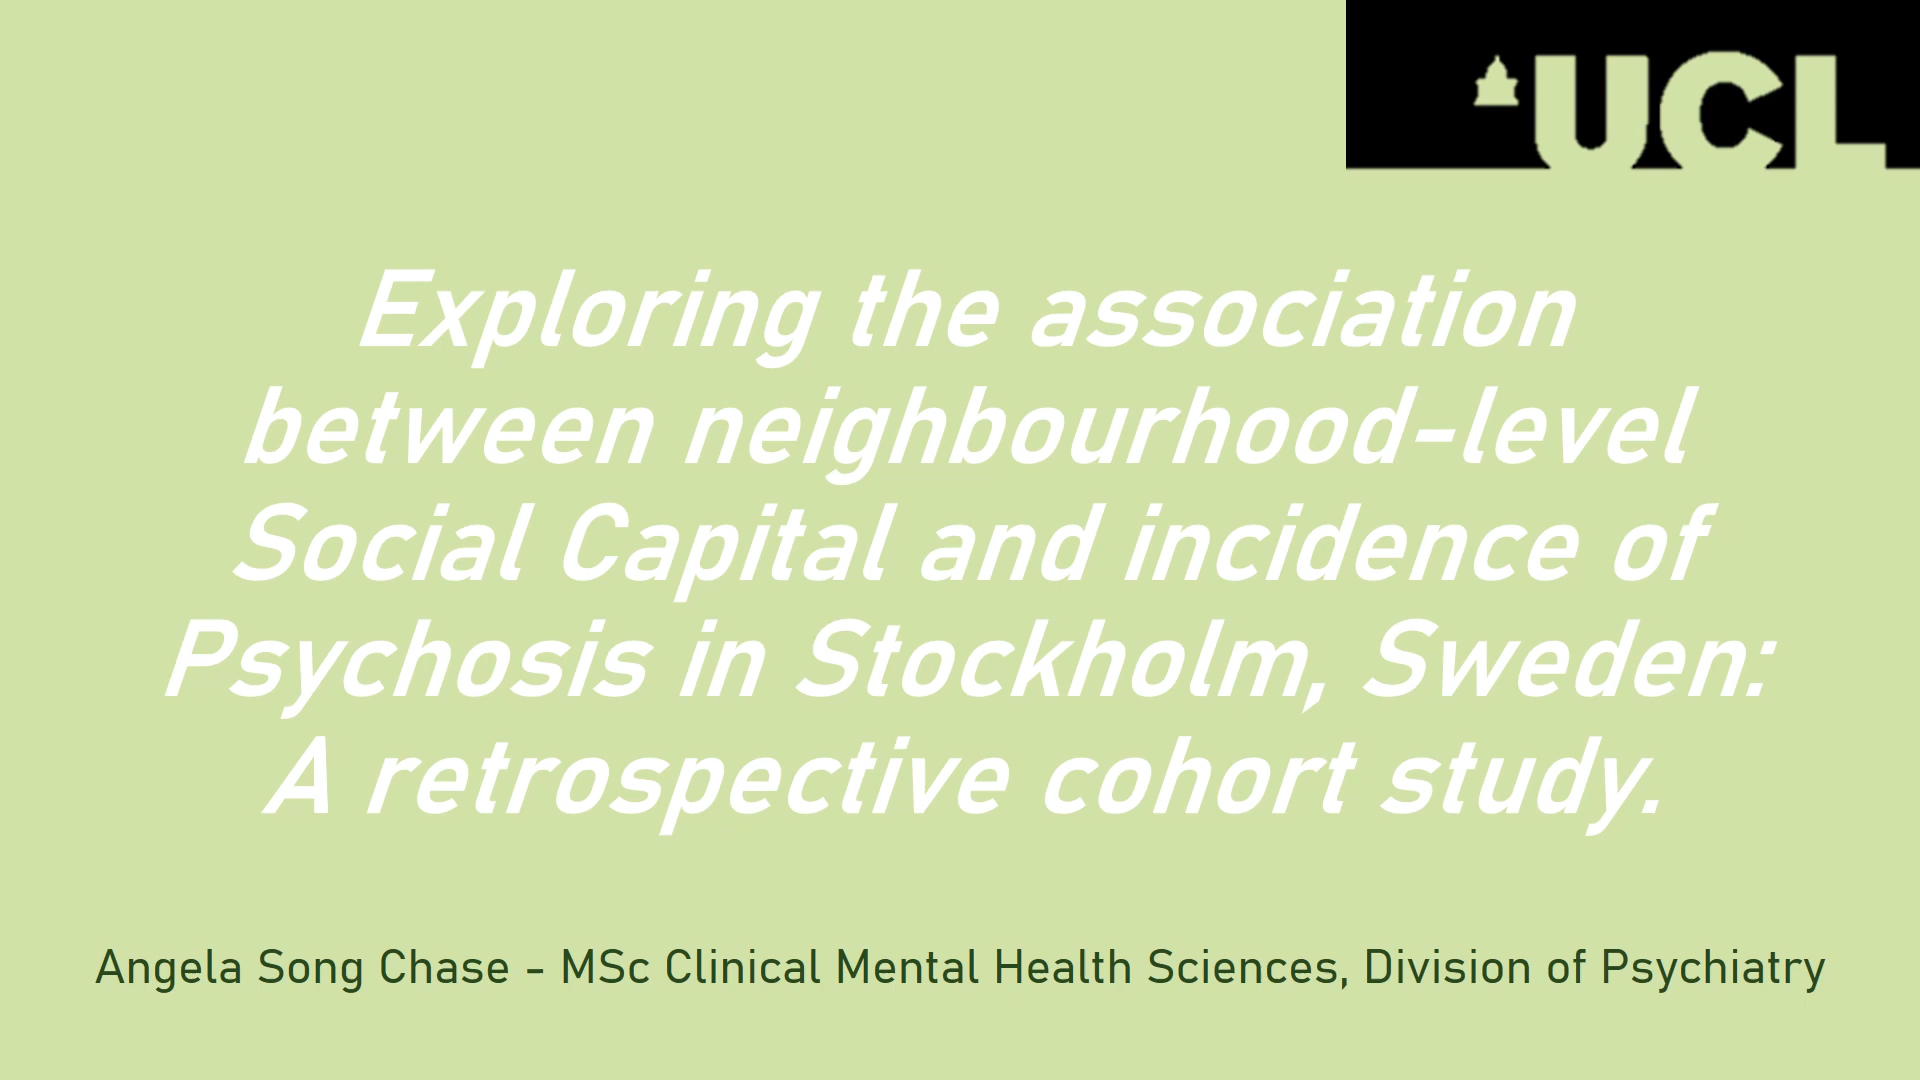 UCL
Exploring the association
between neighbourhood-level
Social Capital and incidence of
Psychosis in Stockholm, Sweden:
A retrospective cohort study.
Angela Song Chase - MSc Clinical Mental Health Sciences, Division of Psychiatry